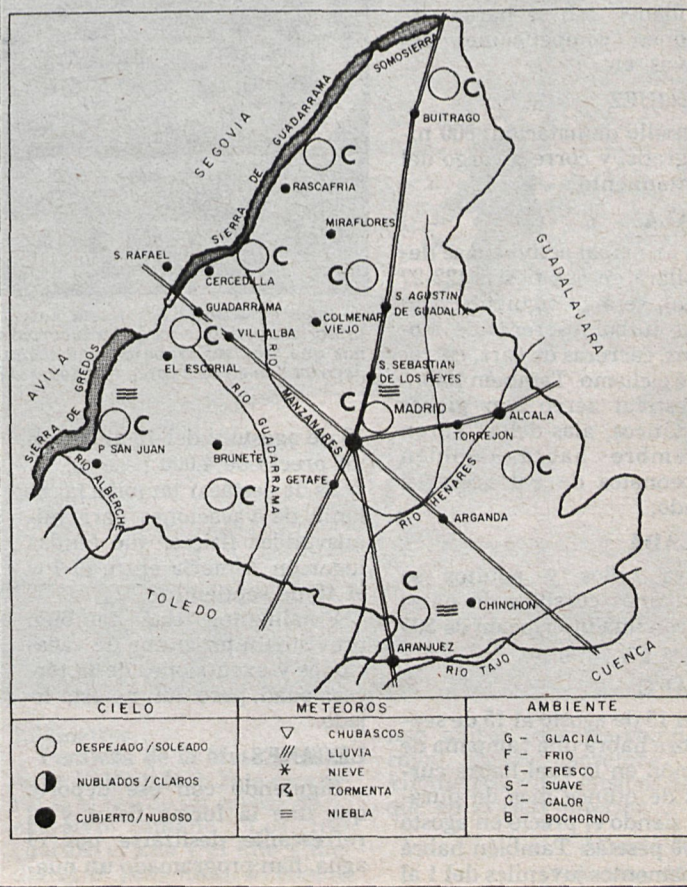 SOMOSIERRA
BUITRAGO
C
SEGOVIA
SIERRA DE GUADARRAMA
C
RASCAFRIA
MIRAFLORES
GUADALAJARA
S. RAFAEL
CERCEDILLA
C
C
GUADARRAMA
COLMENAR
VIEJO
S. AGUSTIN
DE GUADALIX
VILLALBA
C
EL ESCORIAL
AVILA
SIERRA DE GREDOS
RIO MANZANARES
RIO GUADARRAMA
S. SEBASTIAN
DE LOS REYES
C
MADRID
ALCALA
TORREJON
C
P. SAN JUAN
RIO ALBERCHE
BRUNETE
C
GETAFE
RIO HENARES
C
ARGANDA
TOLEDO
C
CHINCHON
ARANJUEZ
RIO TAJO
CUENCA
CIELO
DESPEJADO/SOLEADO
NUBLADOS/CLAROS
CUBIERTO/NUBOSO
METEOROS
CHUBASCOS
LLUVIA
NIEVE
TORMENTA
NIEBLA
AMBIENTE
G - GLACIAL
F - FRIO
f - FRESCO
S - SUAVE
C - CALOR
B - BOCHORNO